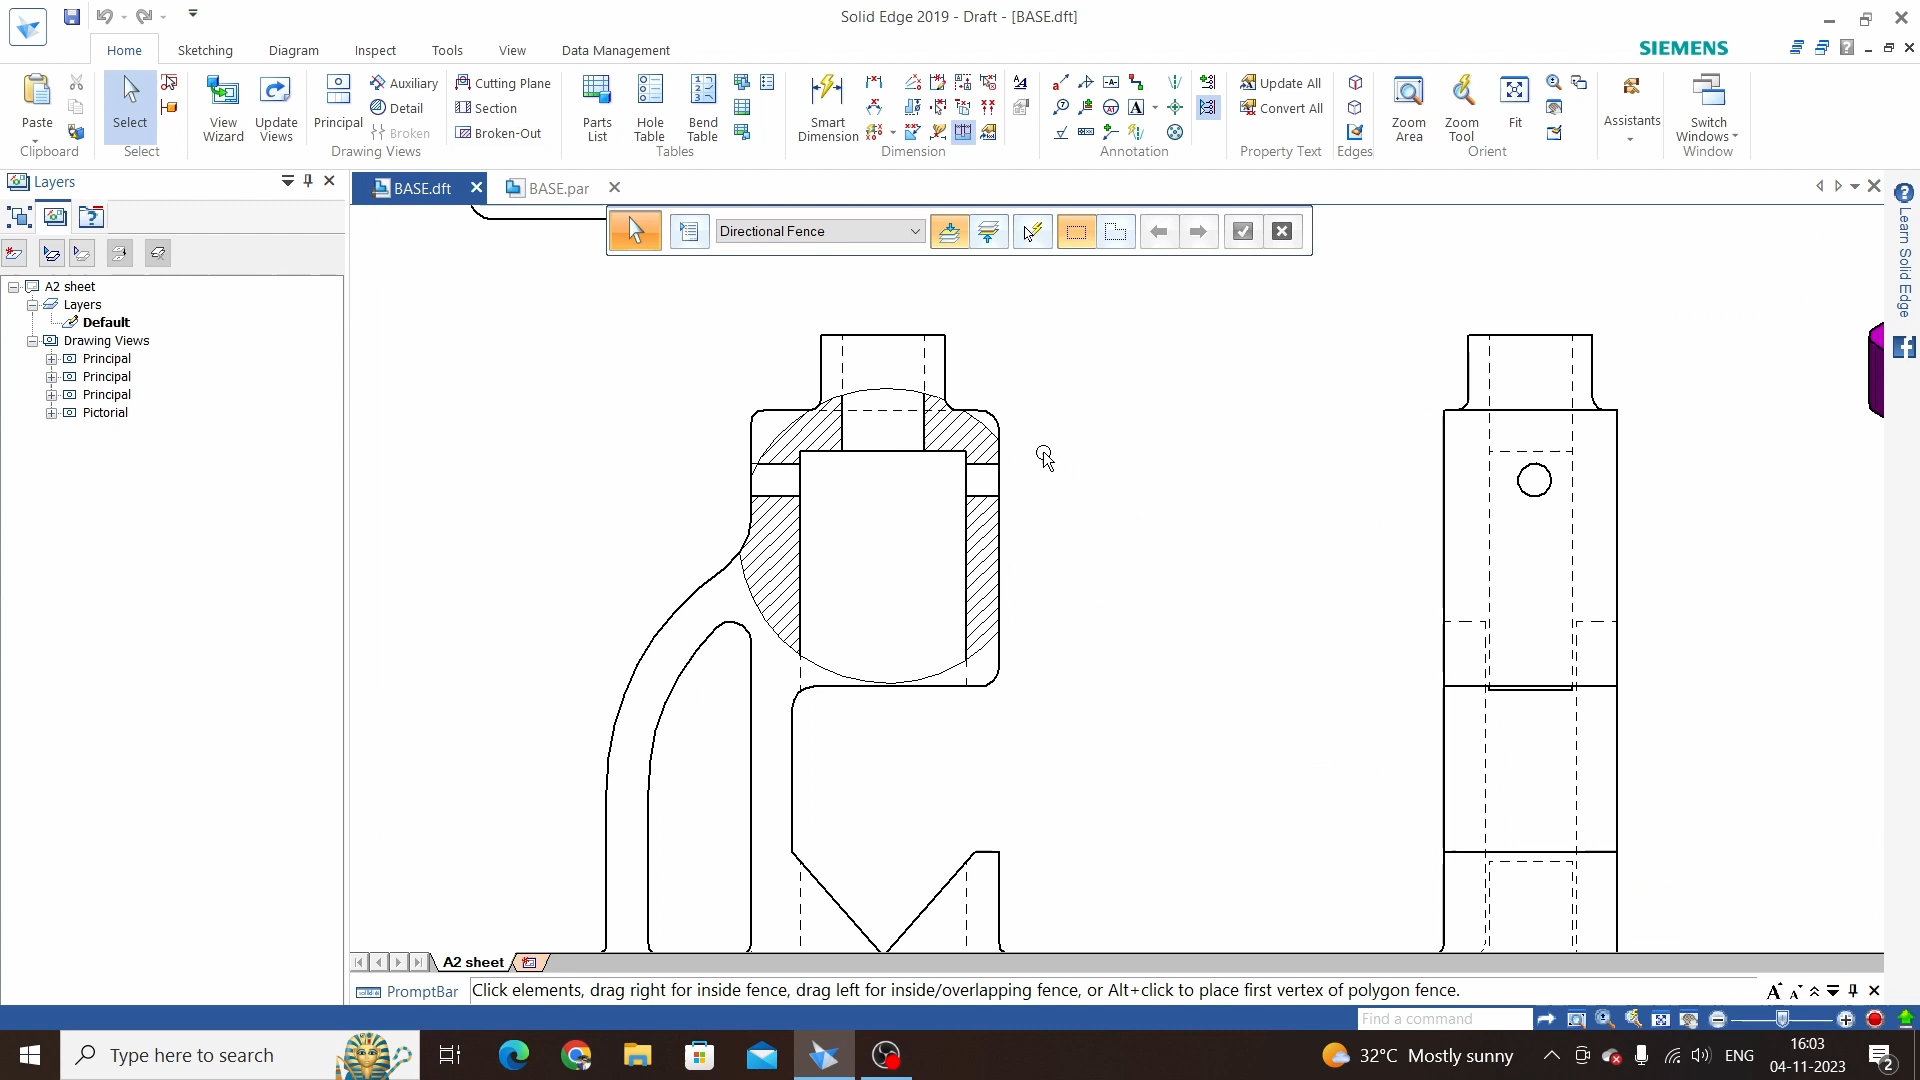 Solid Edge 2019 - Draft - [BASE.dft]
Home Sketching Diagram Inspect Tools View Data Management
SIEMENS
Paste
Clipboard
Select
Select
View Wizard
Update Views
Principal
Auxiliary
Detail
Broken
Cutting Plane
Section
Broken-Out
Drawing Views
Parts List
Hole Table
Bend Table
Tables
Smart Dimension
Dimension
A
Annotation
Update All
Convert All
Property Text
Edges
Zoom Area
Zoom Tool
Fit
Orient
Assistants
Switch Windows
Window
Layers
BASE.dft
BASE.par
Directional Fence
Learn Solid Edge
A2 sheet
Layers
Default
Drawing Views
Principal
Principal
Principal
Pictorial
A2 sheet
PromptBar
Click elements, drag right for inside fence, drag left for inside/overlapping fence, or Alt+click to place first vertex of polygon fence.
Find a command
Type here to search
32°C Mostly sunny
ENG
16:03
04-11-2023
2